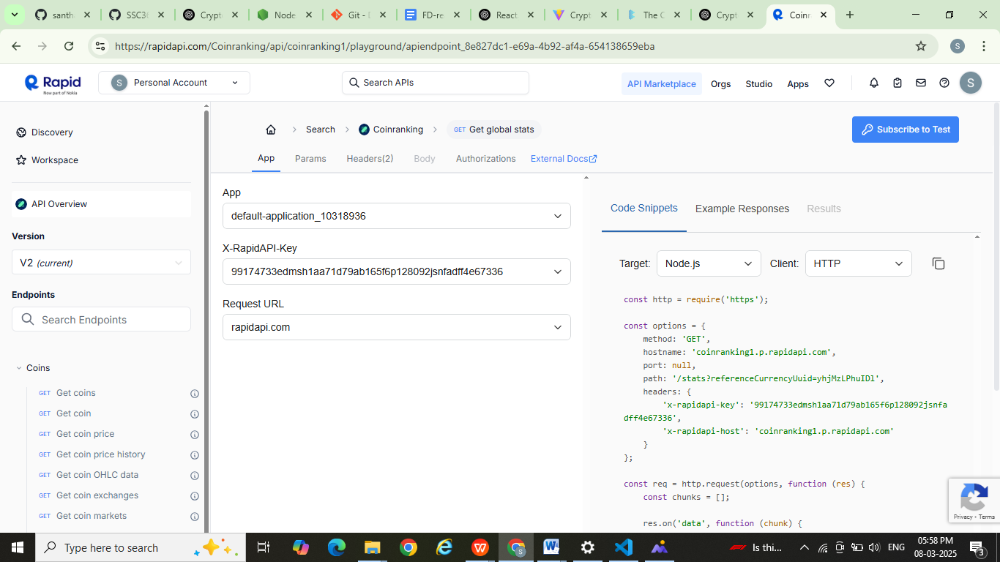 santh
SSC3
Crypt
Node
Git - D
FD-re
React
Crypt
The C
Crypt
Coinr
https://rapidapi.com/Coinranking/api/coinranking1/playground/apiendpoint_8e827dc1-e69a-4b92-af4a-654138659eba
S
Rapid
Now part of Nokia
S Personal Account
Search APIs
API Marketplace
Orgs
Studio
Apps
S
Discovery
Workspace
API Overview
Version
V2 (current)
Endpoints
Search Endpoints
Coins
GET Get coins
GET Get coin
GET Get coin price
GET Get coin price history
GET Get coin OHLC data
GET Get coin exchanges
GET Get coin markets
Search
Coinranking
GET Get global stats
Subscribe to Test
App
Params
Headers(2)
Body
Authorizations
External Docs
App
default-application_10318936
X-RapidAPI-Key
99174733edmsh1aa71d79ab165f6p128092jsnfadff4e67336
Request URL
rapidapi.com
Code Snippets
Example Responses
Results
Target: Node.js Client: HTTP
const http = require('https');
const options = {
method: 'GET',
hostname: 'coinranking1.p.rapidapi.com',
port: null,
path: '/stats?referenceCurrencyUuid=yhjMzLPhuIDl',
headers: {
'x-rapidapi-key': '99174733edmsh1aa71d79ab165f6p128092jsnfa
dff4e67336',
'x-rapidapi-host': 'coinranking1.p.rapidapi.com'
}
};
const req = http.request(options, function (res) {
const chunks = [];
res.on('data', function (chunk) {
Privacy - Terms
Type here to search
Is thi...
ENG
05:58 PM
08-03-2025
3